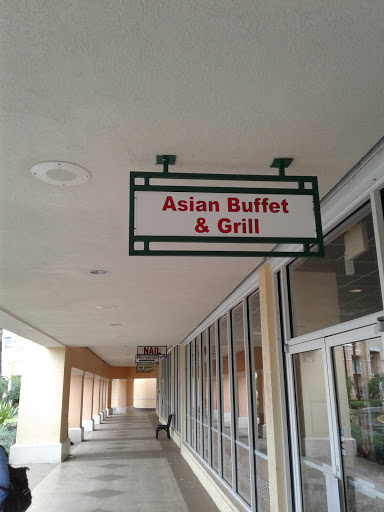 Asian Buffet
& Grill
NAIL